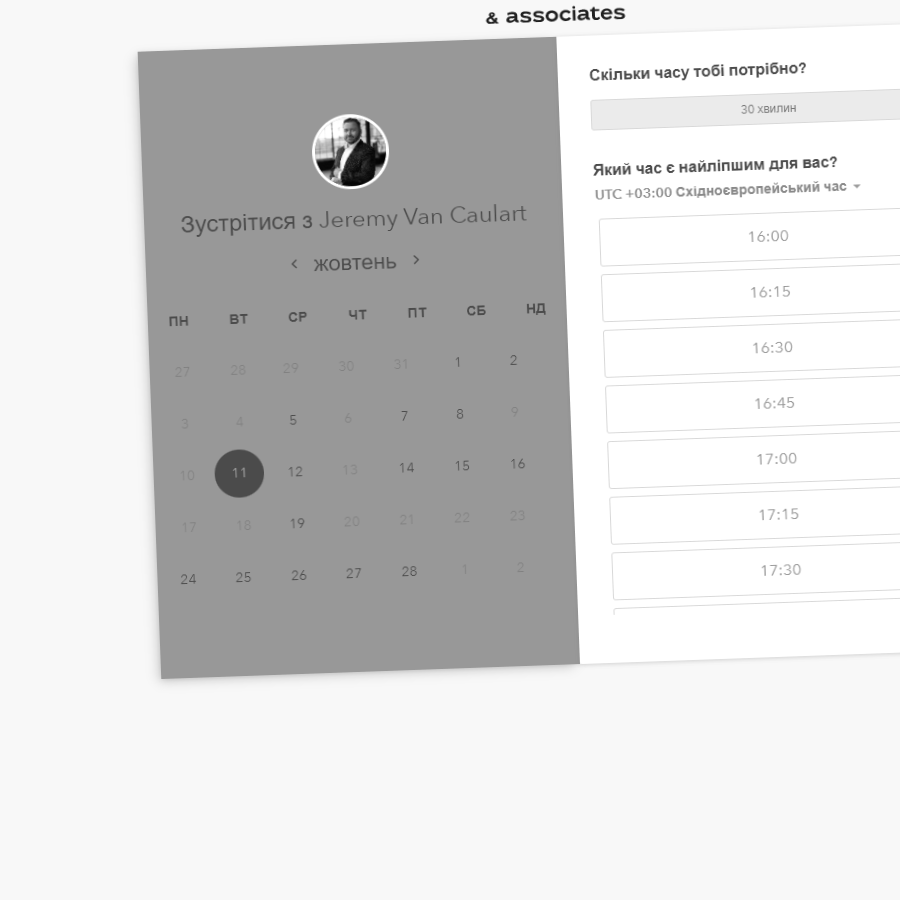 & associates
Зустрітися з Jeremy Van Caulart
жовтень
ПН ВТ СР ЧТ ПТ СБ НД
27 28 29 30 31 1 2
3 4 5 6 7 8 9
10 11 12 13 14 15 16
17 18 19 20 21 22 23
24 25 26 27 28 1 2
Скільки часу тобі потрібно?
30 хвилин
Який час є найліпшим для вас?
UTC +03:00 Східноєвропейський час
16:00
16:15
16:30
16:45
17:00
17:15
17:30